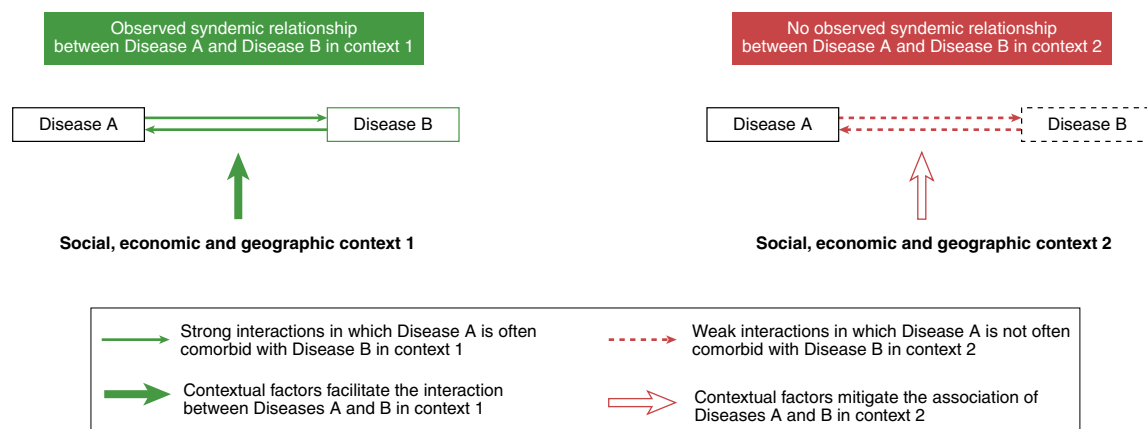 Observed syndemic relationship
between Disease A and Disease B in context 1
No observed syndemic relationship
between Disease A and Disease B in context 2
Disease A
Disease B
Disease A
Disease B
Social, economic and geographic context 1
Social, economic and geographic context 2
Strong interactions in which Disease A is often
comorbid with Disease B in context 1
Weak interactions in which Disease A is not often
comorbid with Disease B in context 2
Contextual factors facilitate the interaction
between Diseases A and B in context 1
Contextual factors mitigate the association of
Diseases A and B in context 2